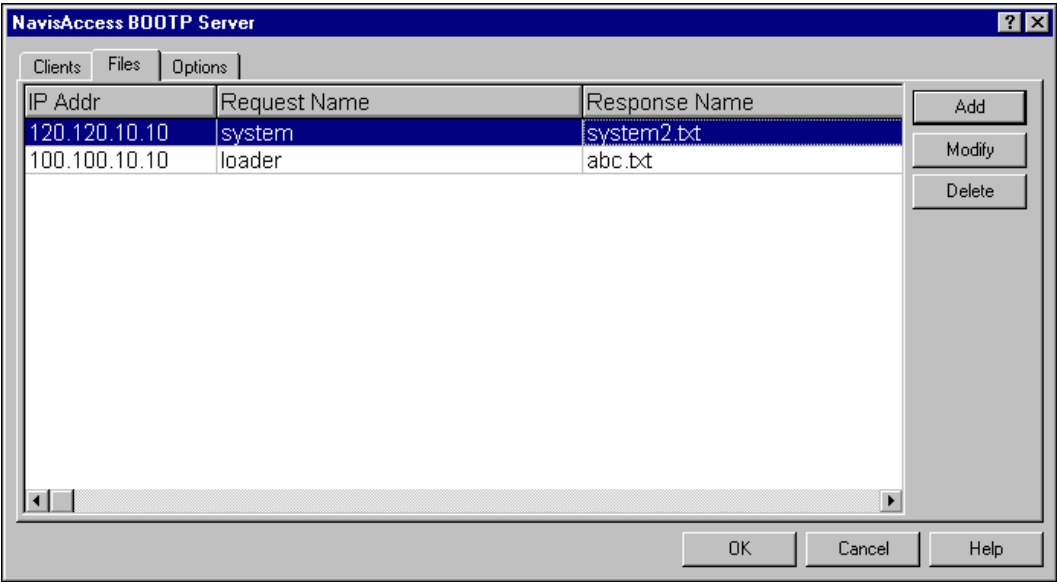 NavisAccess BOOTP Server
Clients Files Options
IP Addr Request Name Response Name
120.120.10.10 system system2.txt
100.100.10.10 loader abc.txt
Add
Modify
Delete
OK Cancel Help